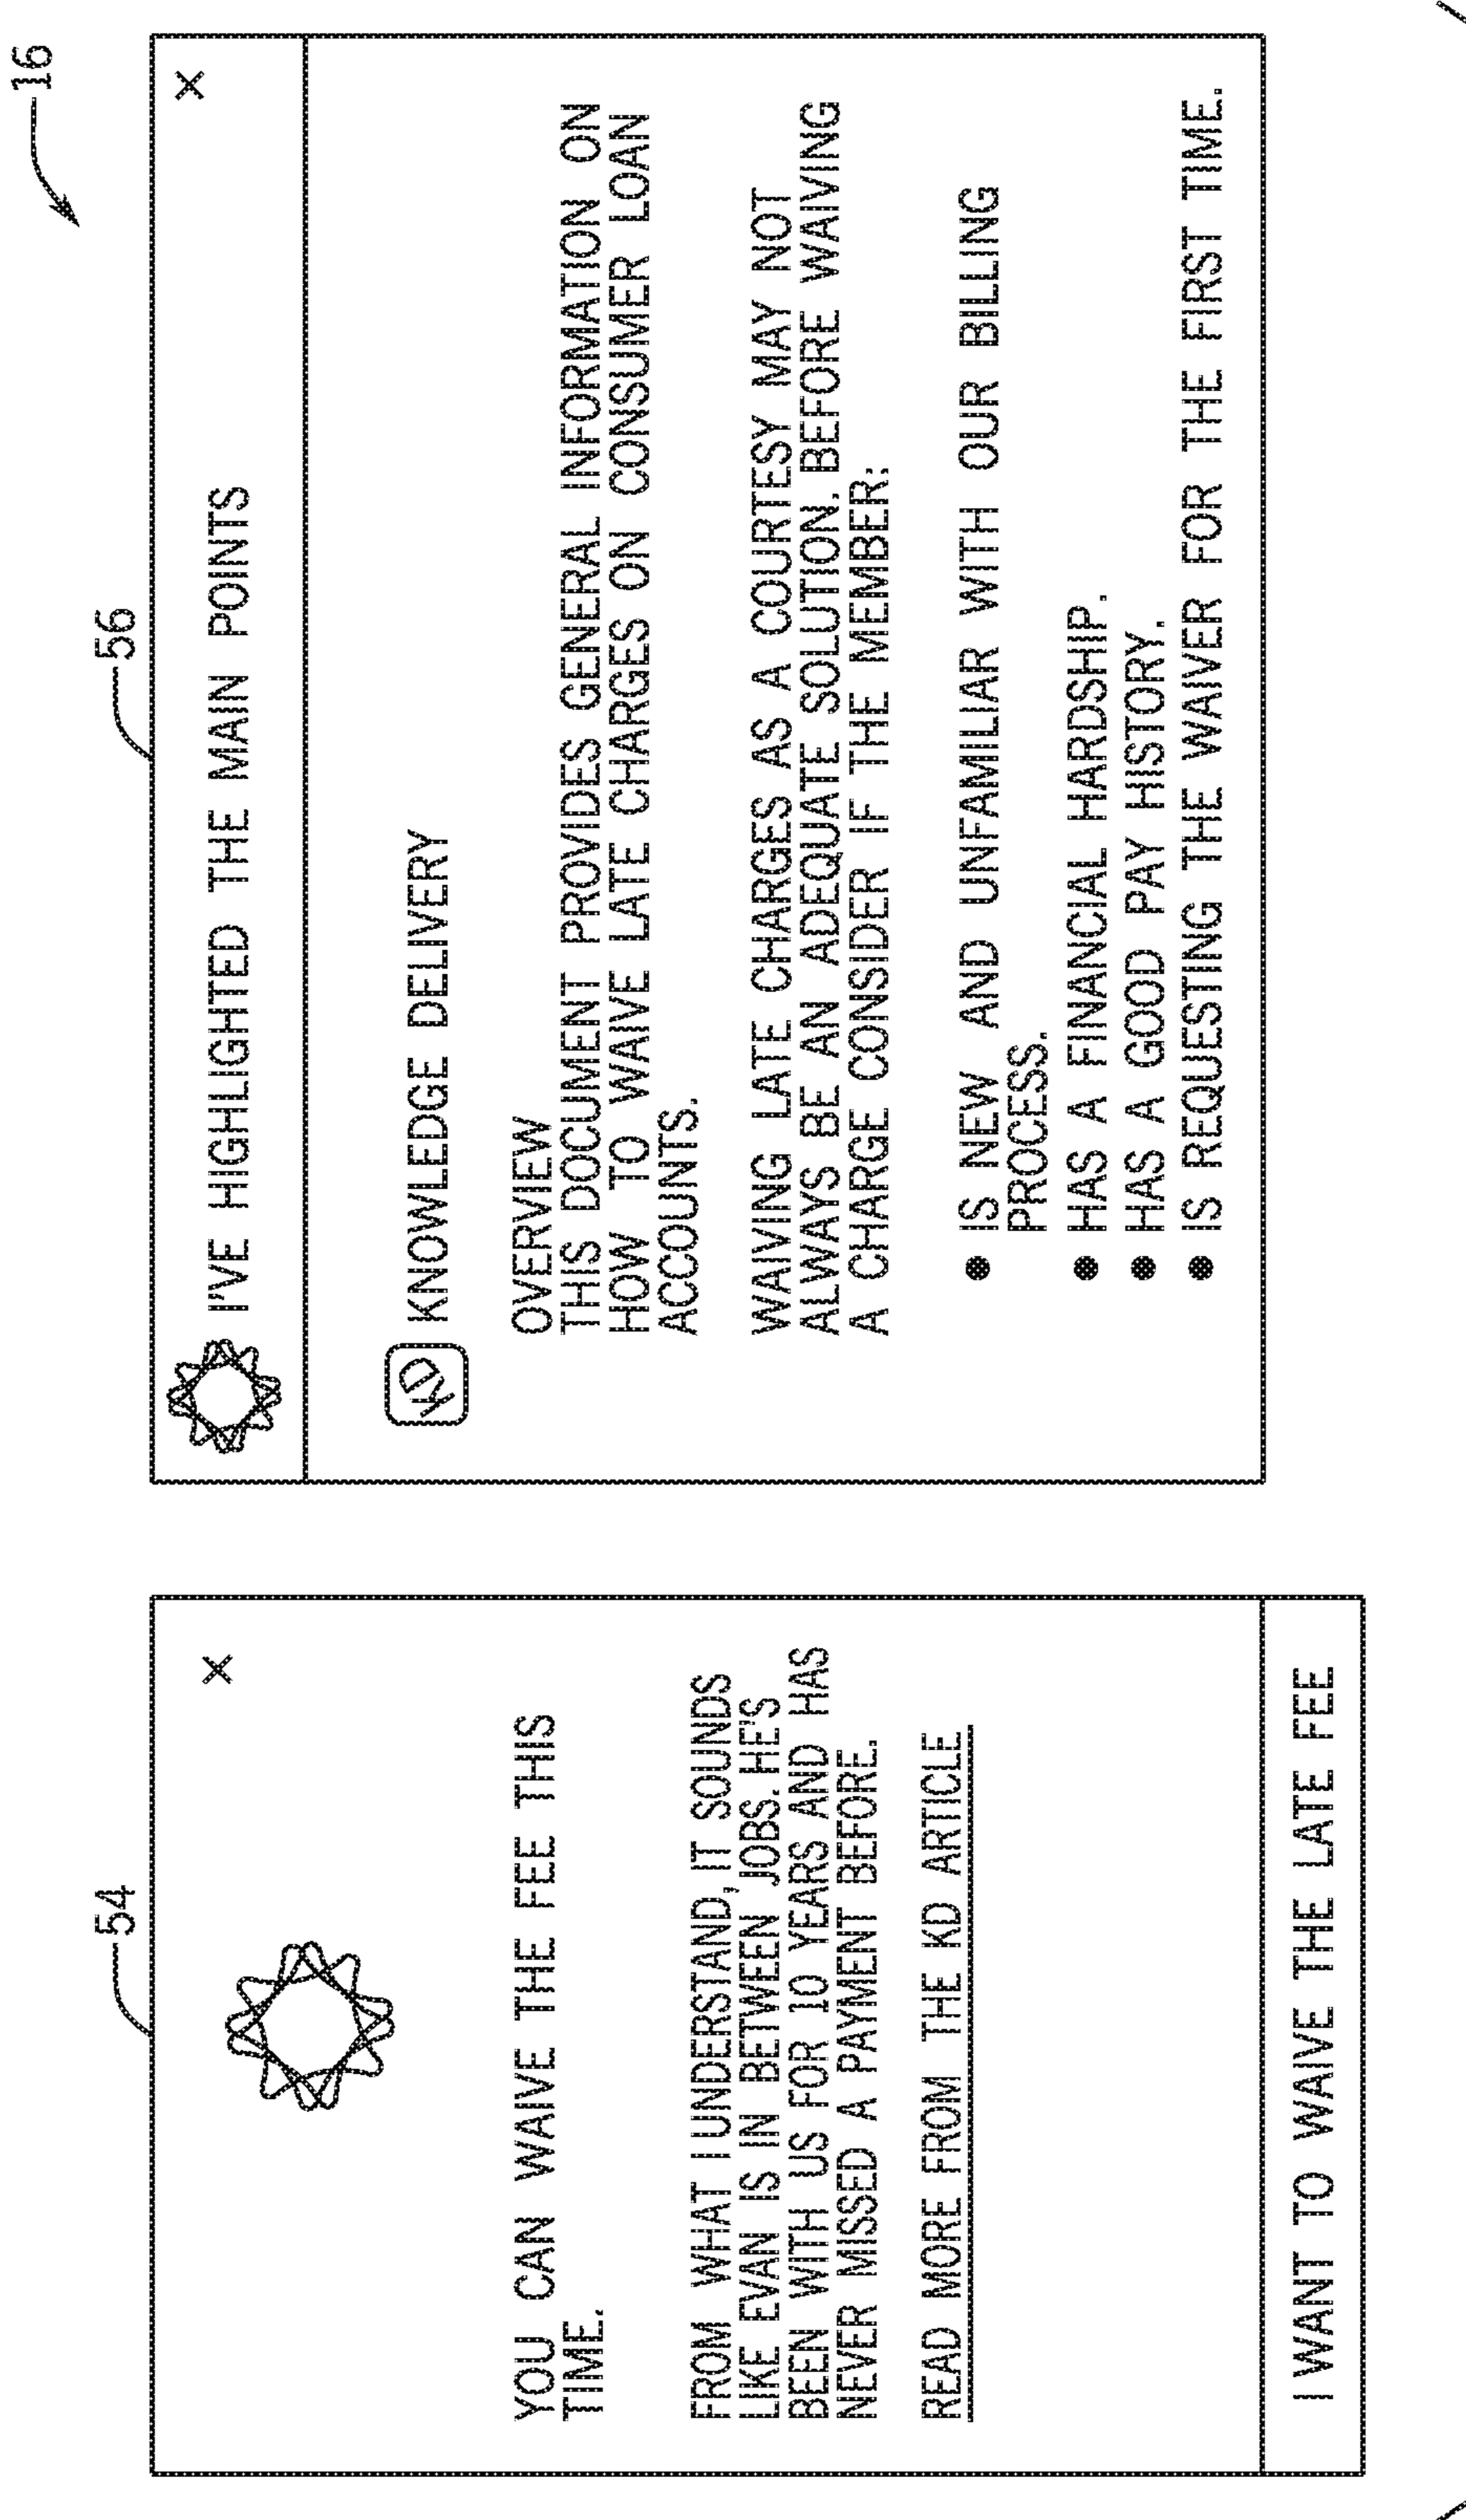 16
54
×
YOU CAN WAIVE THE FEE THIS
TIME.
FROM WHAT I UNDERSTAND, IT SOUNDS
LIKE EVAN IS IN BETWEEN JOBS. HE'S
BEEN WITH US FOR 10 YEARS AND HAS
NEVER MISSED A PAYMENT BEFORE.
READ MORE FROM THE KD ARTICLE
I WANT TO WAIVE THE LATE FEE
56
I'VE HIGHLIGHTED THE MAIN POINTS ×
KD KNOWLEDGE DELIVERY
OVERVIEW
THIS DOCUMENT PROVIDES GENERAL INFORMATION ON
HOW TO WAIVE LATE CHARGES ON CONSUMER LOAN
ACCOUNTS.
WAIVING LATE CHARGES AS A COURTESY MAY NOT
ALWAYS BE AN ADEQUATE SOLUTION. BEFORE WAIVING
A CHARGE CONSIDER IF THE MEMBER:
● IS NEW AND UNFAMILIAR WITH OUR BILLING
PROCESS.
● HAS A FINANCIAL HARDSHIP.
● HAS A GOOD PAY HISTORY.
● IS REQUESTING THE WAIVER FOR THE FIRST TIME.